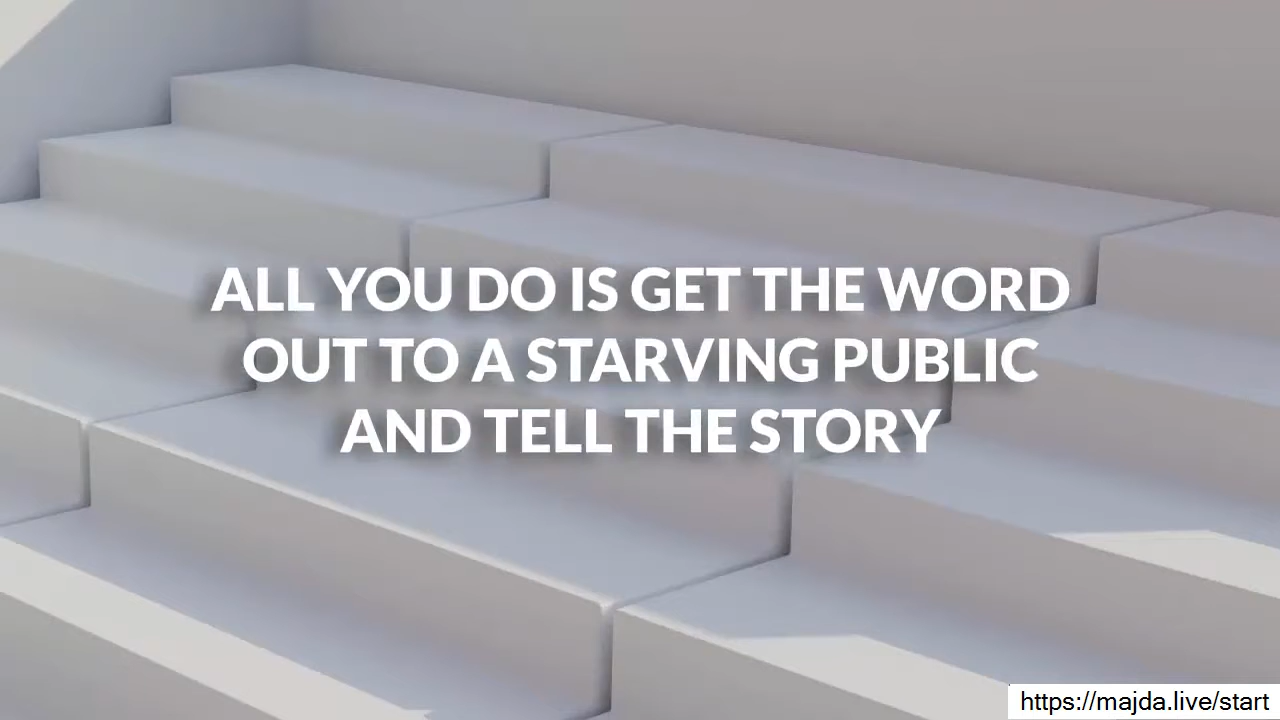 ALL YOU DO IS GET THE WORD
OUT TO A STARVING PUBLIC
AND TELL THE STORY
https://majda.live/start